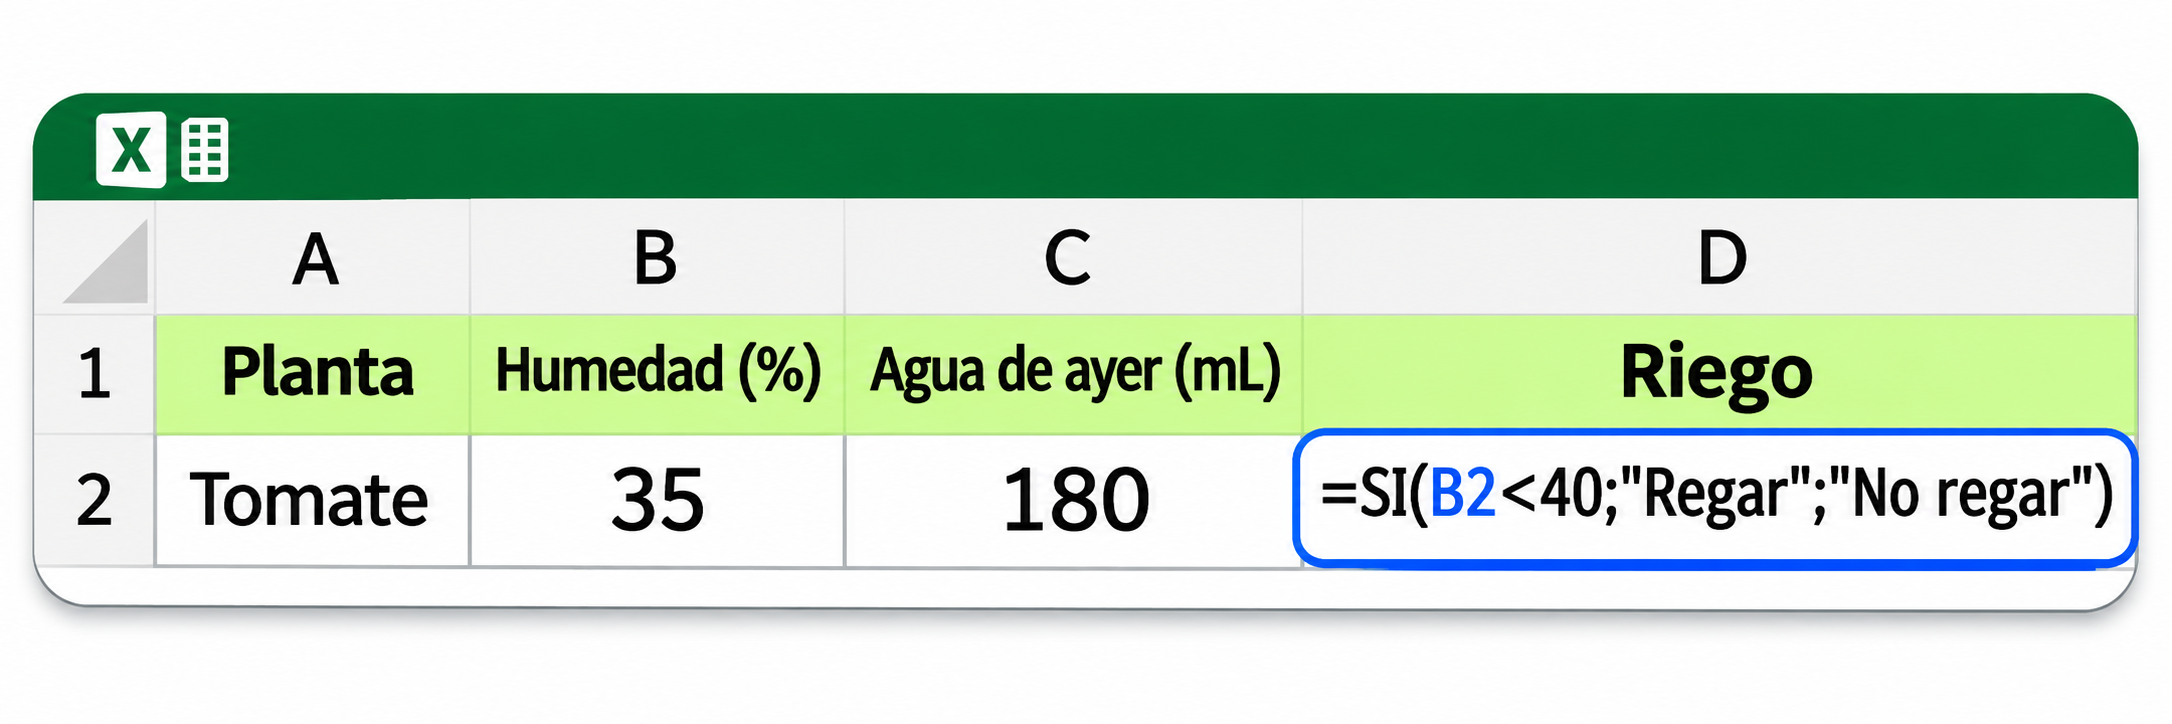 X
A B C D
1 Planta Humedad (%) Agua de ayer (mL) Riego
2 Tomate 35 180 =SI(B2<40;"Regar";"No regar")